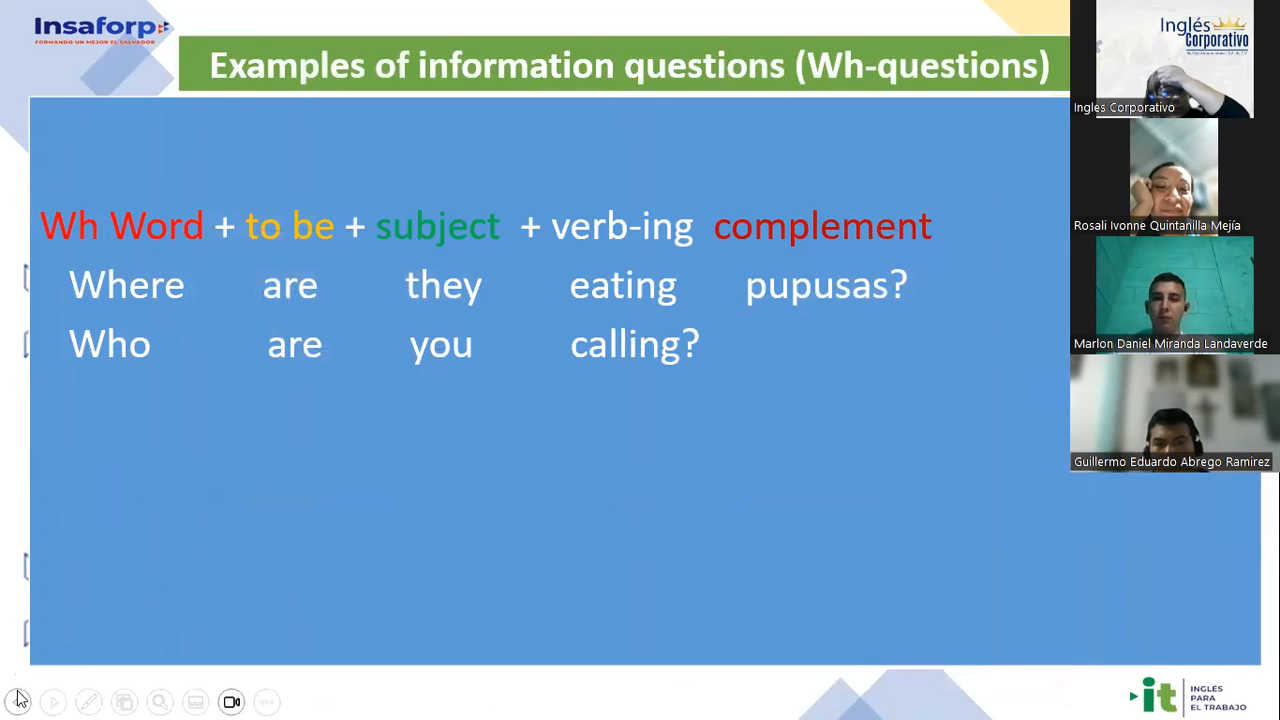 Insaforp
FORMANDO UN MEJOR EL SALVADOR
Examples of information questions (Wh-questions)
Wh Word + to be + subject + verb-ing complement
Where are they eating pupusas?
Who are you calling?
Inglés
Corporativo
Ingles Corporativo
Rosali Ivonne Quintanilla Mejía
Marlon Daniel Miranda Landaverde
Guillermo Eduardo Abrego Ramirez
it INGLÉS
PARA
EL TRABAJO